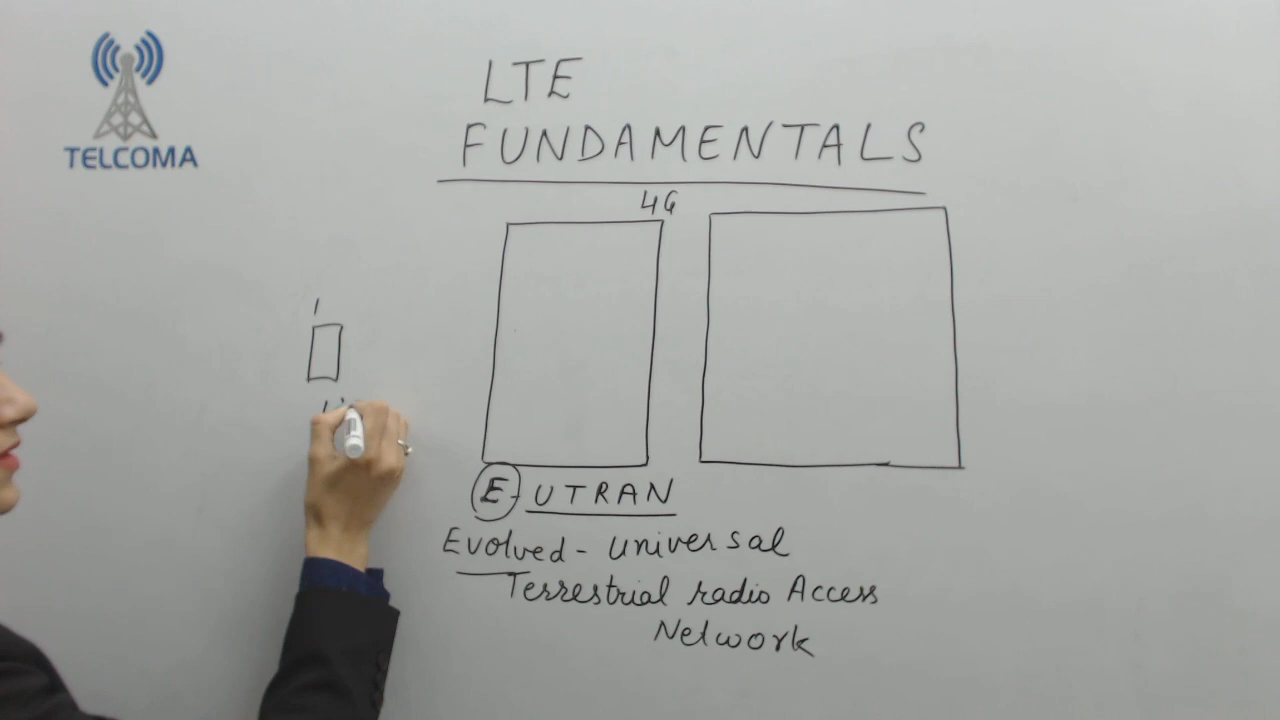 TELCOMA
LTE
FUNDAMENTALS
4G
E-UTRAN
Evolved - Universal
Terrestrial radio Access
Network